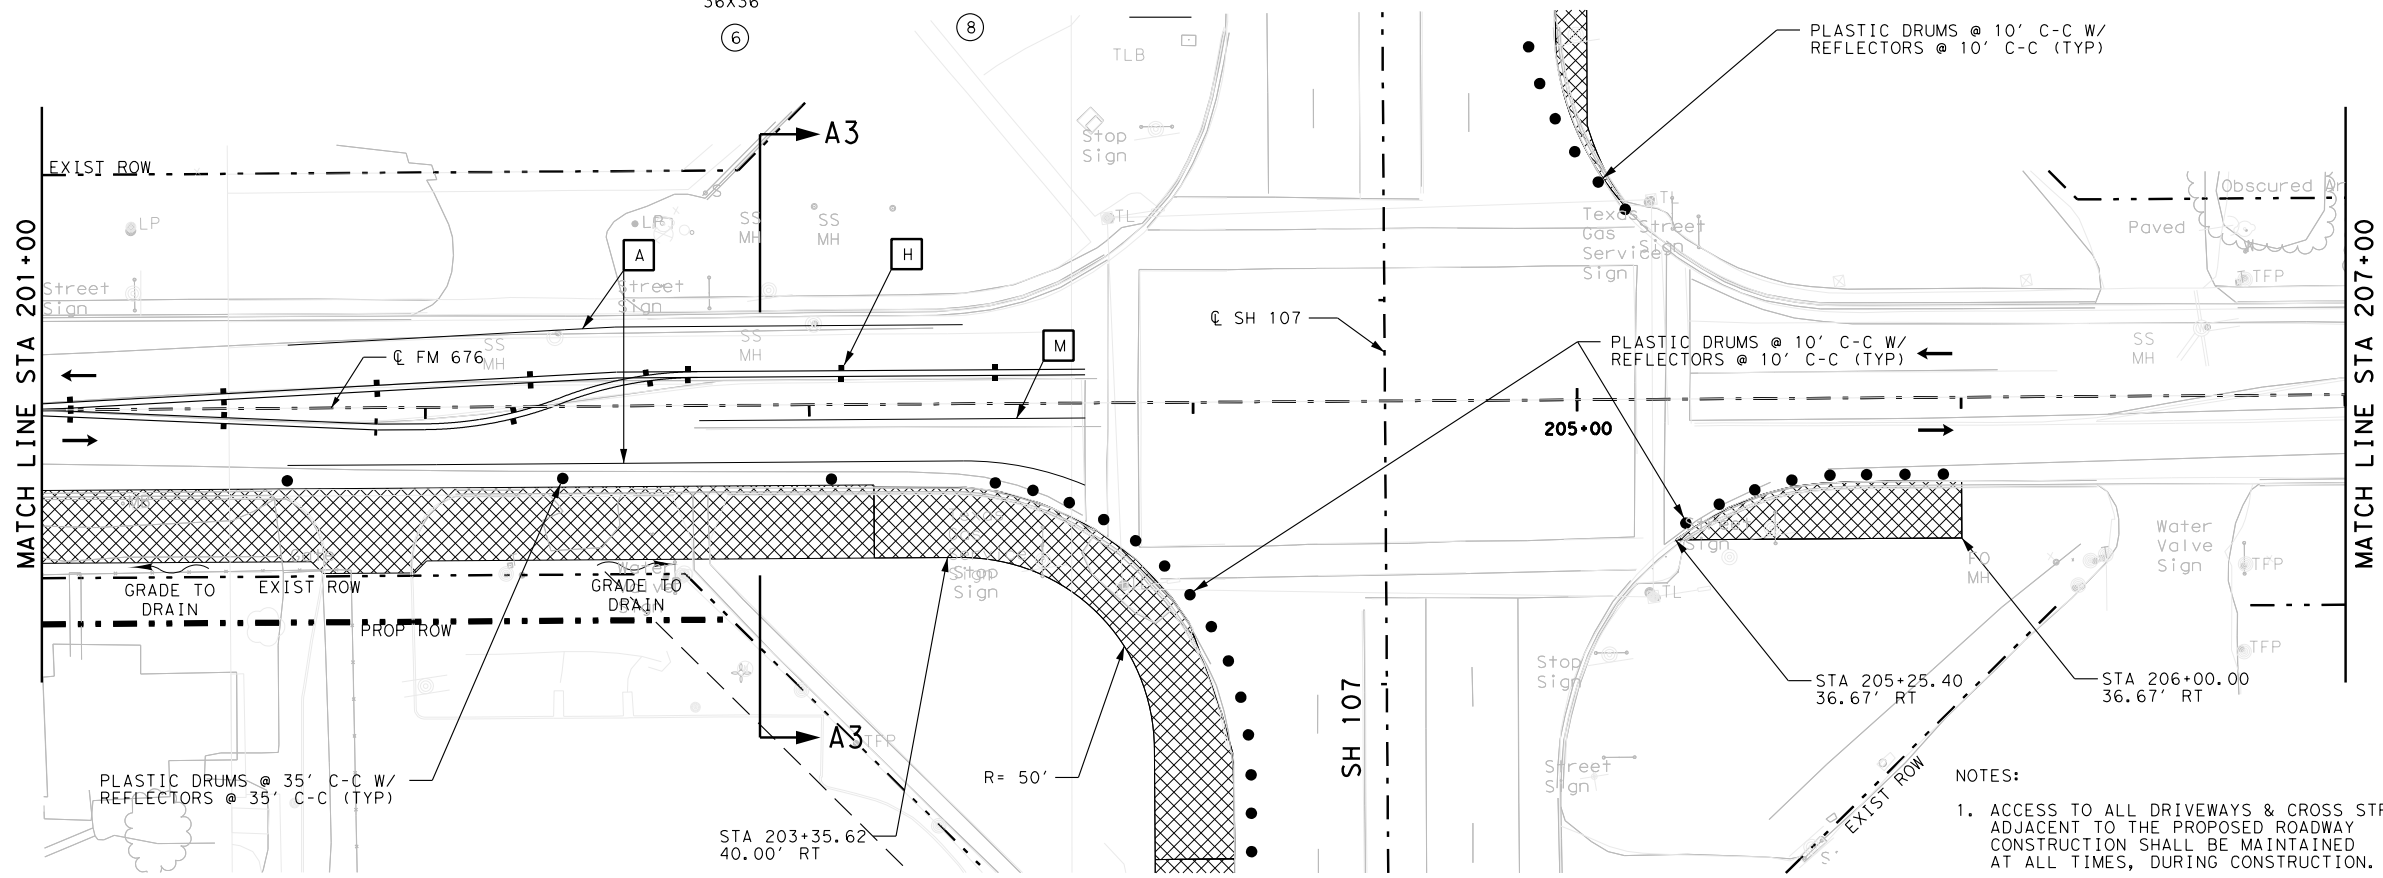 36X36
6
8
PLASTIC DRUMS @ 10' C-C W/
REFLECTORS @ 10' C-C (TYP)
TLB
Stop
Sign
A3
EXIST ROW
LP
LP
SS
MH
SS
MH
TL
TL
Texas
Gas
Service
Sign
Street
Sign
Obscured Ar
Paved
TFP
MATCH LINE STA 201+00
MATCH LINE STA 207+00
Street
Sign
Street
Sign
A
H
M
SS
MH
SS
MH
℄ FM 676
℄ SH 107
PLASTIC DRUMS @ 10' C-C W/
REFLECTORS @ 10' C-C (TYP)
SS
MH
205+00
Stop
Sign
Sign
MH
Water
Valve
Sign
TFP
TL
TFP
GRADE TO
DRAIN
EXIST ROW
GRADE TO
DRAIN
PROP ROW
Stop
Sign
STA 205+25.40
36.67' RT
STA 206+00.00
36.67' RT
SH 107
A3
TFP
R= 50'
PLASTIC DRUMS @ 35' C-C W/
REFLECTORS @ 35' C-C (TYP)
Street
Sign
STA 203+35.62
40.00' RT
EXIST ROW
NOTES:
1. ACCESS TO ALL DRIVEWAYS & CROSS STR
ADJACENT TO THE PROPOSED ROADWAY
CONSTRUCTION SHALL BE MAINTAINED
AT ALL TIMES, DURING CONSTRUCTION.